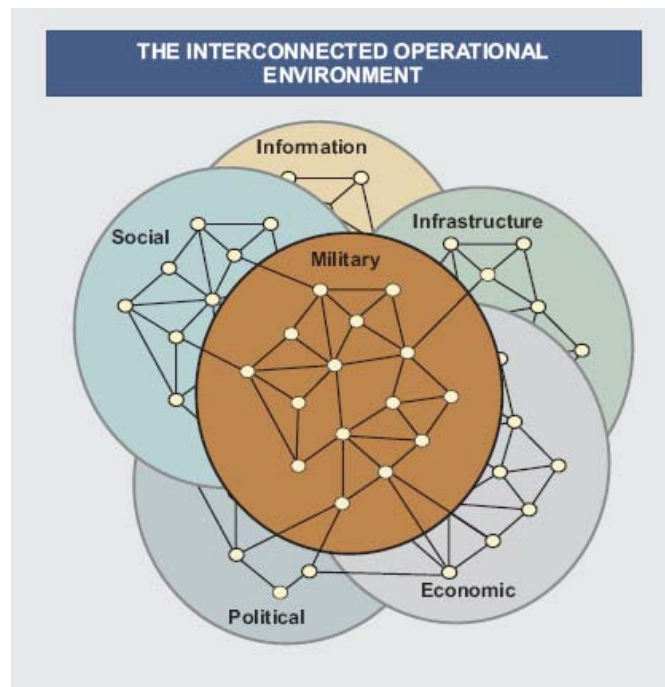 THE INTERCONNECTED OPERATIONAL
ENVIRONMENT
Information
Infrastructure
Social
Military
Economic
Political